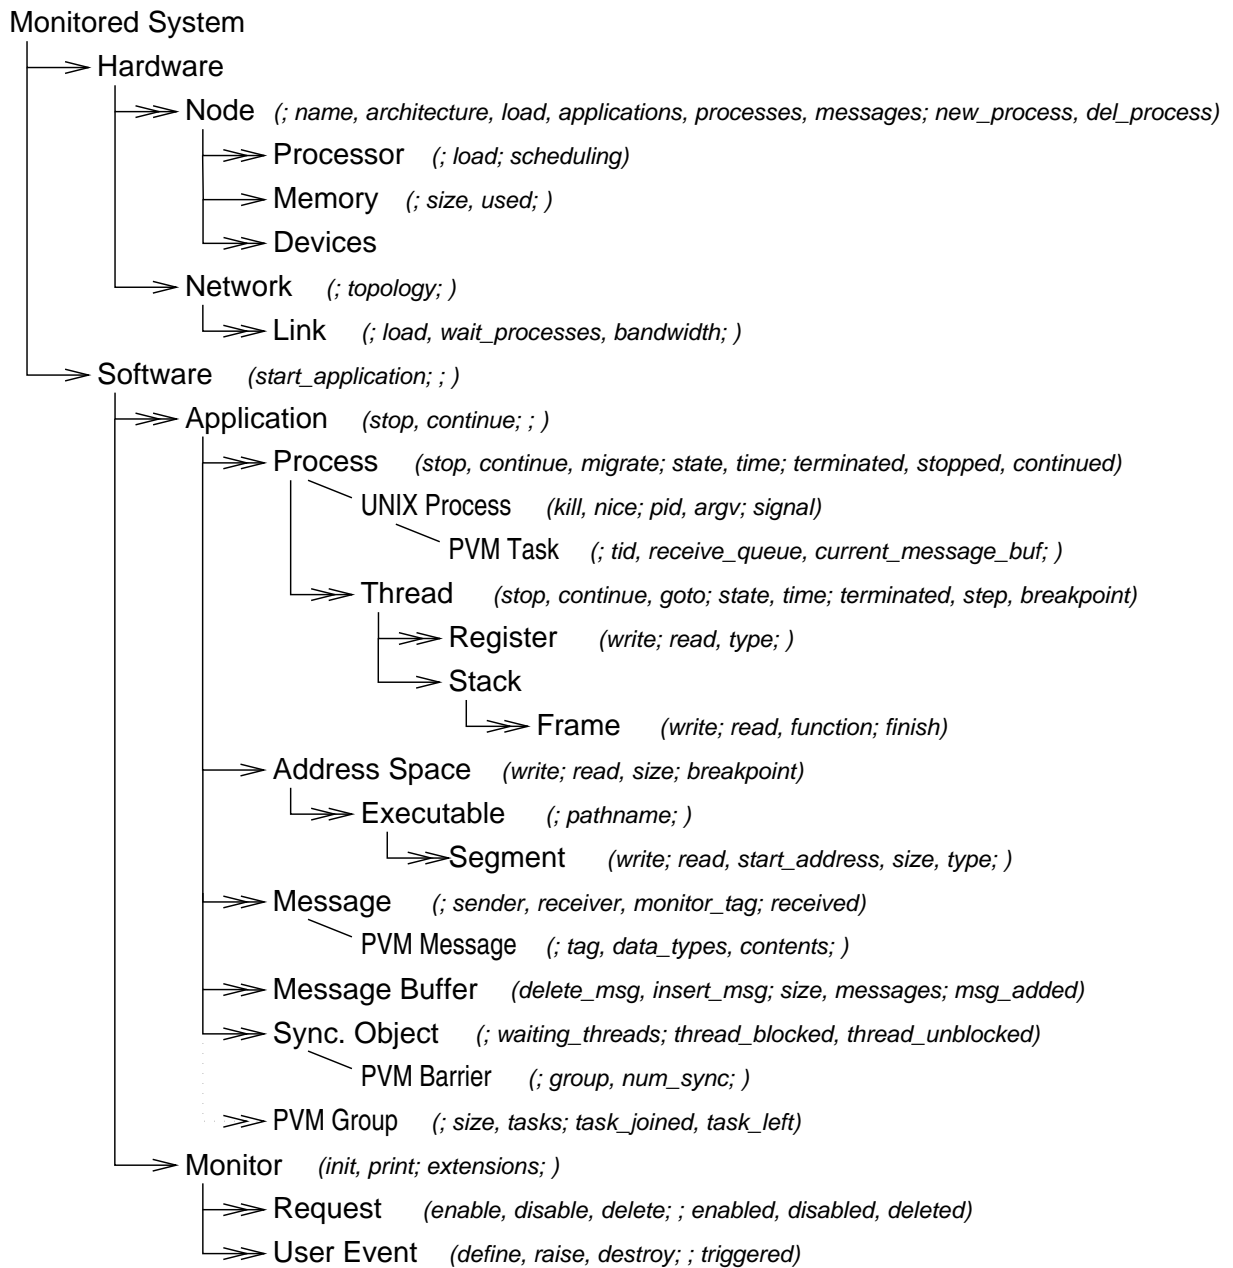 Monitored System
Hardware
Node (; name, architecture, load, applications, processes, messages; new_process, del_process)
Processor (; load; scheduling)
Memory (; size, used; )
Devices
Network (; topology; )
Link (; load, wait_processes, bandwidth; )
Software (start_application; ; )
Application (stop, continue; ; )
Process (stop, continue, migrate; state, time; terminated, stopped, continued)
UNIX Process (kill, nice; pid, argv; signal)
PVM Task (; tid, receive_queue, current_message_buf; )
Thread (stop, continue, goto; state, time; terminated, step, breakpoint)
Register (write; read, type; )
Stack
Frame (write; read, function; finish)
Address Space (write; read, size; breakpoint)
Executable (; pathname; )
Segment (write; read, start_address, size, type; )
Message (; sender, receiver, monitor_tag; received)
PVM Message (; tag, data_types, contents; )
Message Buffer (delete_msg, insert_msg; size, messages; msg_added)
Sync. Object (; waiting_threads; thread_blocked, thread_unblocked)
PVM Barrier (; group, num_sync; )
PVM Group (; size, tasks; task_joined, task_left)
Monitor (init, print; extensions; )
Request (enable, disable, delete; ; enabled, disabled, deleted)
User Event (define, raise, destroy; ; triggered)